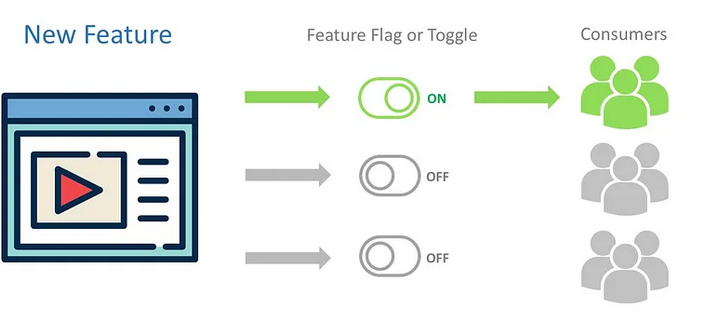 New Feature
Feature Flag or Toggle
Consumers
ON
OFF
OFF